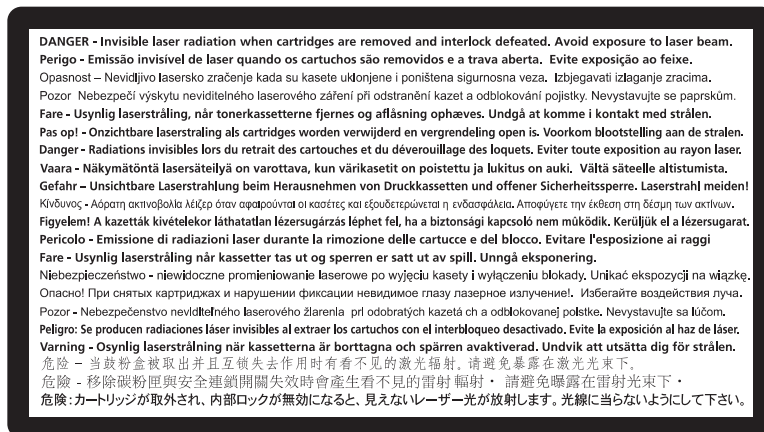 DANGER - Invisible laser radiation when cartridges are removed and interlock defeated. Avoid exposure to laser beam.
Perigo - Emissão invisível de laser quando os cartuchos são removidos e a trava aberta. Evite exposição ao feixe.
Opasnost – Nevidljivo lasersko zračenje kada su kasete uklonjene i poništena sigurnosna veza. Izbjegavati izlaganje zracima.
Pozor Nebezpečí výskytu neviditelného laserového záření při odstranění kazet a odblokování pojistky. Nevystavujte se paprskům.
Fare - Usynlig laserstråling, når tonerkassetterne fjernes og aflåsning ophæves. Undgå at komme i kontakt med strålen.
Pas op! - Onzichtbare laserstraling als cartridges worden verwijderd en vergrendeling open is. Voorkom blootstelling aan de stralen.
Danger - Radiations invisibles lors du retrait des cartouches et du déverouillage des loquets. Eviter toute exposition au rayon laser.
Vaara - Näkymätöntä lasersäteilyä on varottava, kun värikasetit on poistettu ja lukitus on auki. Vältä säteelle altistumista.
Gefahr – Unsichtbare Laserstrahlung beim Herausnehmen von Druckkassetten und offener Sicherheitssperre. Laserstrahl meiden!
Κίνδυνος - Αόρατη ακτινοβολία λέιζερ όταν αφαιρούνται οι κασέτες και εξουδετερώνεται η ενδασφάλεια. Αποφύγετε την έκθεση στη δέσμη των ακτίνων.
Figyelem! A kazetták kivételekor láthatatlan lézersugárzás léphet fel, ha a biztonsági kapcsoló nem mûködik. Kerüljük el a lézersugarat.
Pericolo - Emissione di radiazioni laser durante la rimozione delle cartucce e del blocco. Evitare l'esposizione ai raggi
Fare - Usynlig laserstråling når kassetter tas ut og sperren er satt ut av spill. Unngå eksponering.
Niebezpieczeństwo - niewidoczne promieniowanie laserowe po wyjęciu kasety i wyłączeniu blokady. Unikać ekspozycji na wiązkę.
Опасно! При снятых картриджах и нарушении фиксации невидимое глазу лазерное излучение!. Избегайте воздействия луча.
Pozor - Nebezpečenstvo nevIditeľného laserového žlarenla prI odobratých kazetá ch a odblokovanej polstke. Nevystavujte sa lúčom.
Peligro: Se producen radiaciones láser invisibles al extraer los cartuchos con el interbloqueo desactivado. Evite la exposición al haz de láser.
Varning - Osynlig laserstrålning när kassetterna är borttagna och spärren avaktiverad. Undvik att utsätta dig för strålen.
危险 – 当鼓粉盒被取出并且互锁失去作用时有看不见的激光辐射。请避免暴露在激光光束下。
危險 - 移除碳粉匣與安全連鎖開關失效時會產生看不見的雷射 輻射・ 請避免曝露在雷射光束下・
危険：カートリッジが取外され、内部ロックが無効になると、見えないレーザー光が放射します。光線に当らないようにして下さい。